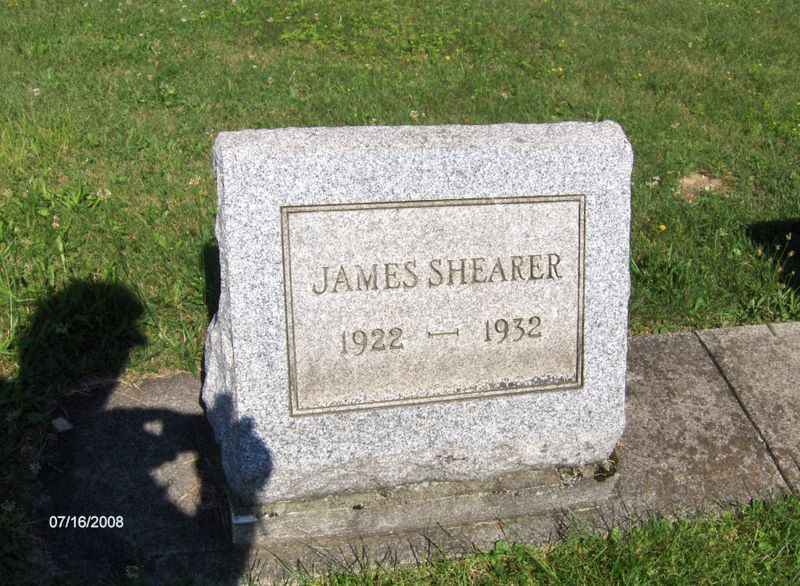 JAMES SHEARER
1922 — 1932
07/16/2008